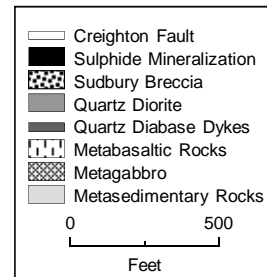 Creighton Fault
Sulphide Mineralization
Sudbury Breccia
Quartz Diorite
Quartz Diabase Dykes
Metabasaltic Rocks
Metagabbro
Metasedimentary Rocks
0 500
Feet